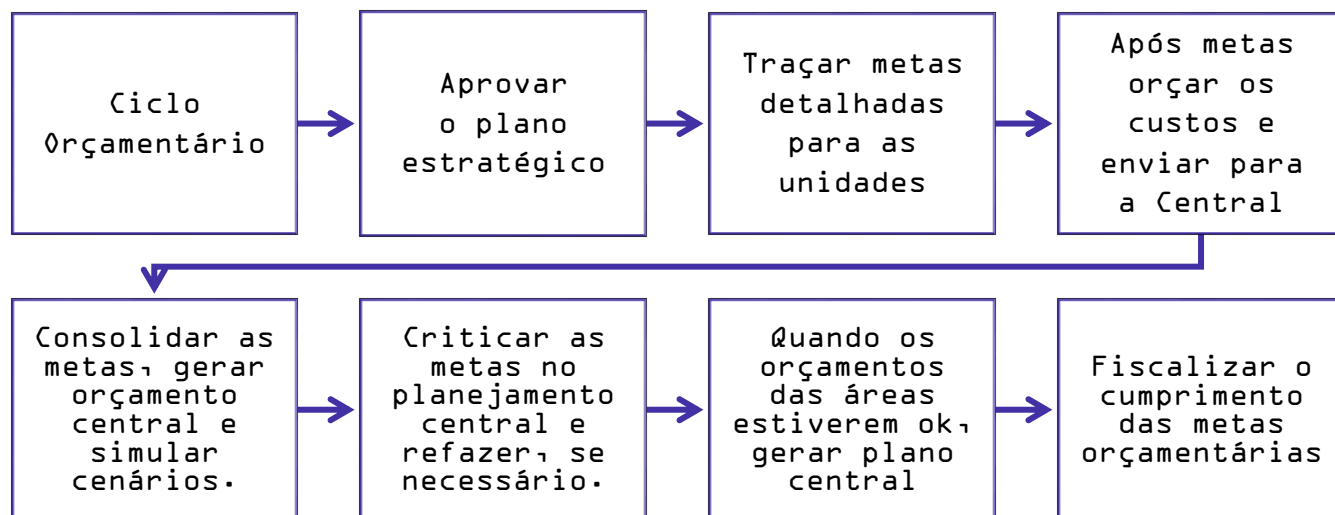 Ciclo
Orçamentário
Aprovar
o plano
estratégico
Traçar metas
detalhadas
para as
unidades
Após metas
orçar os
custos e
enviar para
a Central
Consolidar as
metas, gerar
orçamento
central e
simular
cenários.
Criticar as
metas no
planejamento
central e
refazer, se
necessário.
Quando os
orçamentos
das áreas
estiverem ok,
gerar plano
central
Fiscalizar o
cumprimento
das metas
orçamentárias